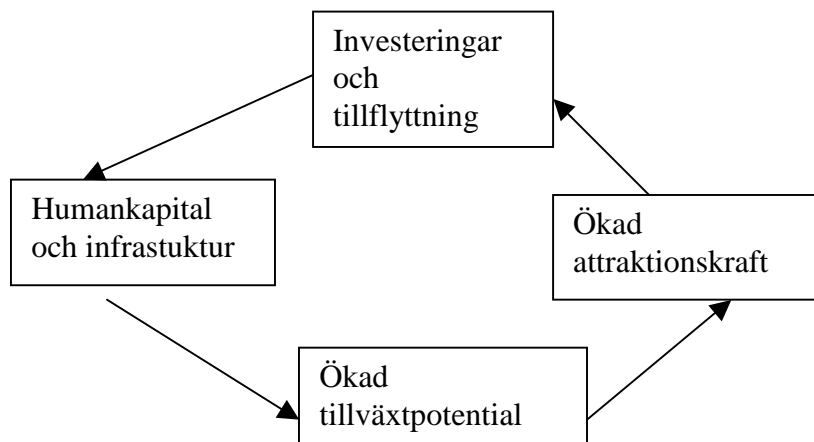 Investeringar
och
tillflyttning
Humankapital
och infrastuktur
Ökad
attraktionskraft
Ökad
tillväxtpotential